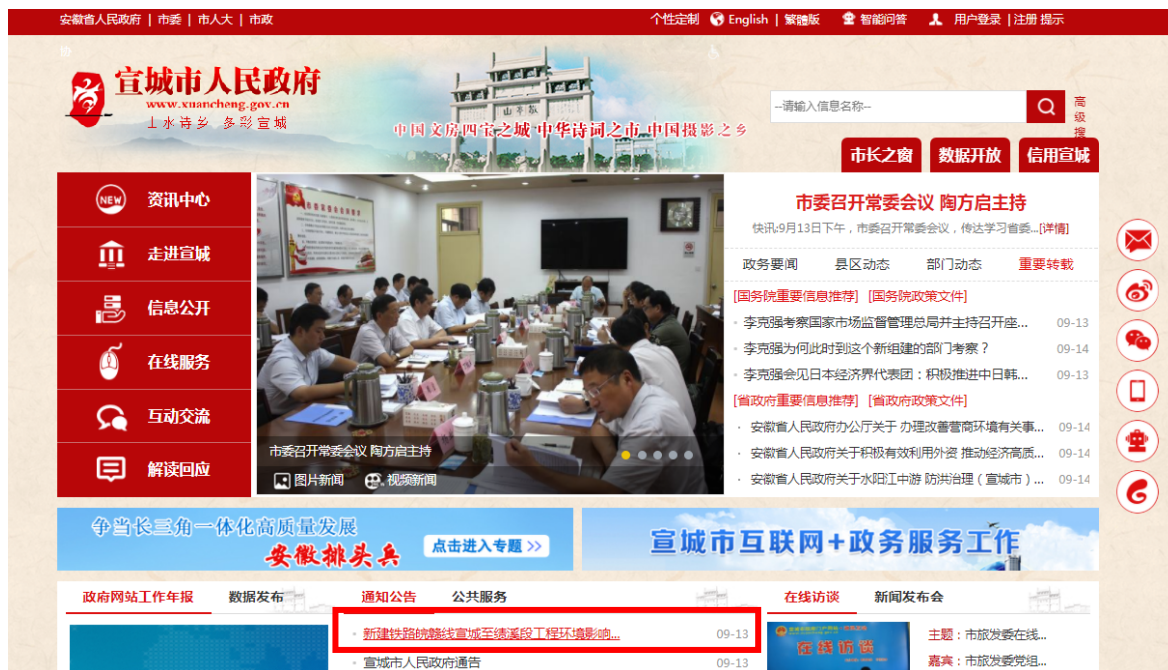 安徽省人民政府 | 市委 | 市人大 | 市政
个性定制 English | 繁體版 智能问答 用户登录 | 注册 提示
协
宣城市人民政府
www.xuancheng.gov.cn
山水诗乡 多彩宣城
中国文房四宝之城 中华诗词之市 中国摄影之乡
--请输入信息名称--
高级搜
市长之窗 数据开放 信用宣城
NEW 资讯中心
走进宣城
信息公开
在线服务
互动交流
解读回应
市委召开常委会议 陶方启主持
图片新闻 视频新闻
市委召开常委会议 陶方启主持
快讯:9月13日下午，市委召开常委会议，传达学习省委...[详情]
政务要闻 县区动态 部门动态 重要转载
[国务院重要信息推荐] [国务院政策文件]
李克强考察国家市场监督管理总局并主持召开座... 09-13
李克强为何此时到这个新组建的部门考察？ 09-14
李克强会见日本经济界代表团：积极推进中日韩... 09-13
[省政府重要信息推荐] [省政府政策文件]
安徽省人民政府办公厅关于 办理改善营商环境有关事... 09-14
安徽省人民政府关于积极有效利用外资 推动经济高质... 09-14
安徽省人民政府关于水阳江中游 防洪治理（宣城市）... 09-14
争当长三角一体化高质量发展
安徽排头兵
点击进入专题 >>
宣城市互联网+政务服务工作
政府网站工作年报 数据发布
通知公告 公共服务
在线访谈 新闻发布会
新建铁路皖赣线宣城至绩溪段工程环境影响... 09-13
宣城市人民政府通告 09-13
在线访谈
主题：市旅发委在线...
嘉宾：市旅发委党组...